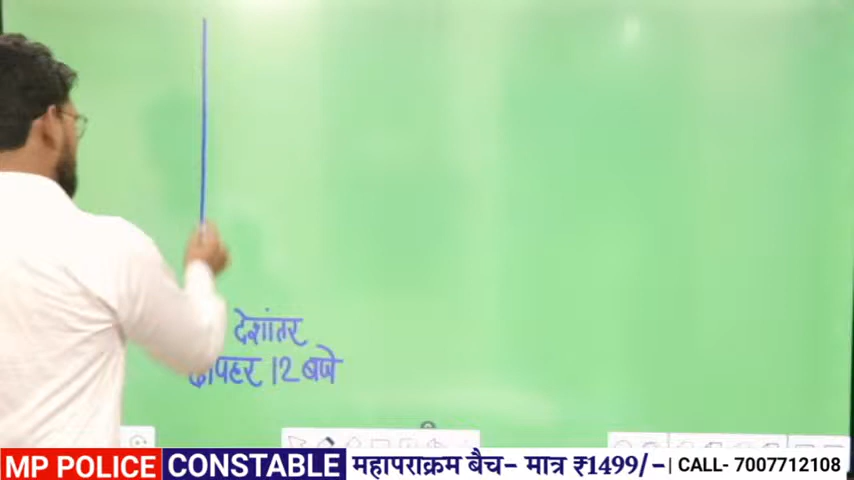 देशांतर
दोपहर 12 बजे
MP POLICE CONSTABLE महापराक्रम बैच- मात्र ₹1499/-| CALL- 7007712108